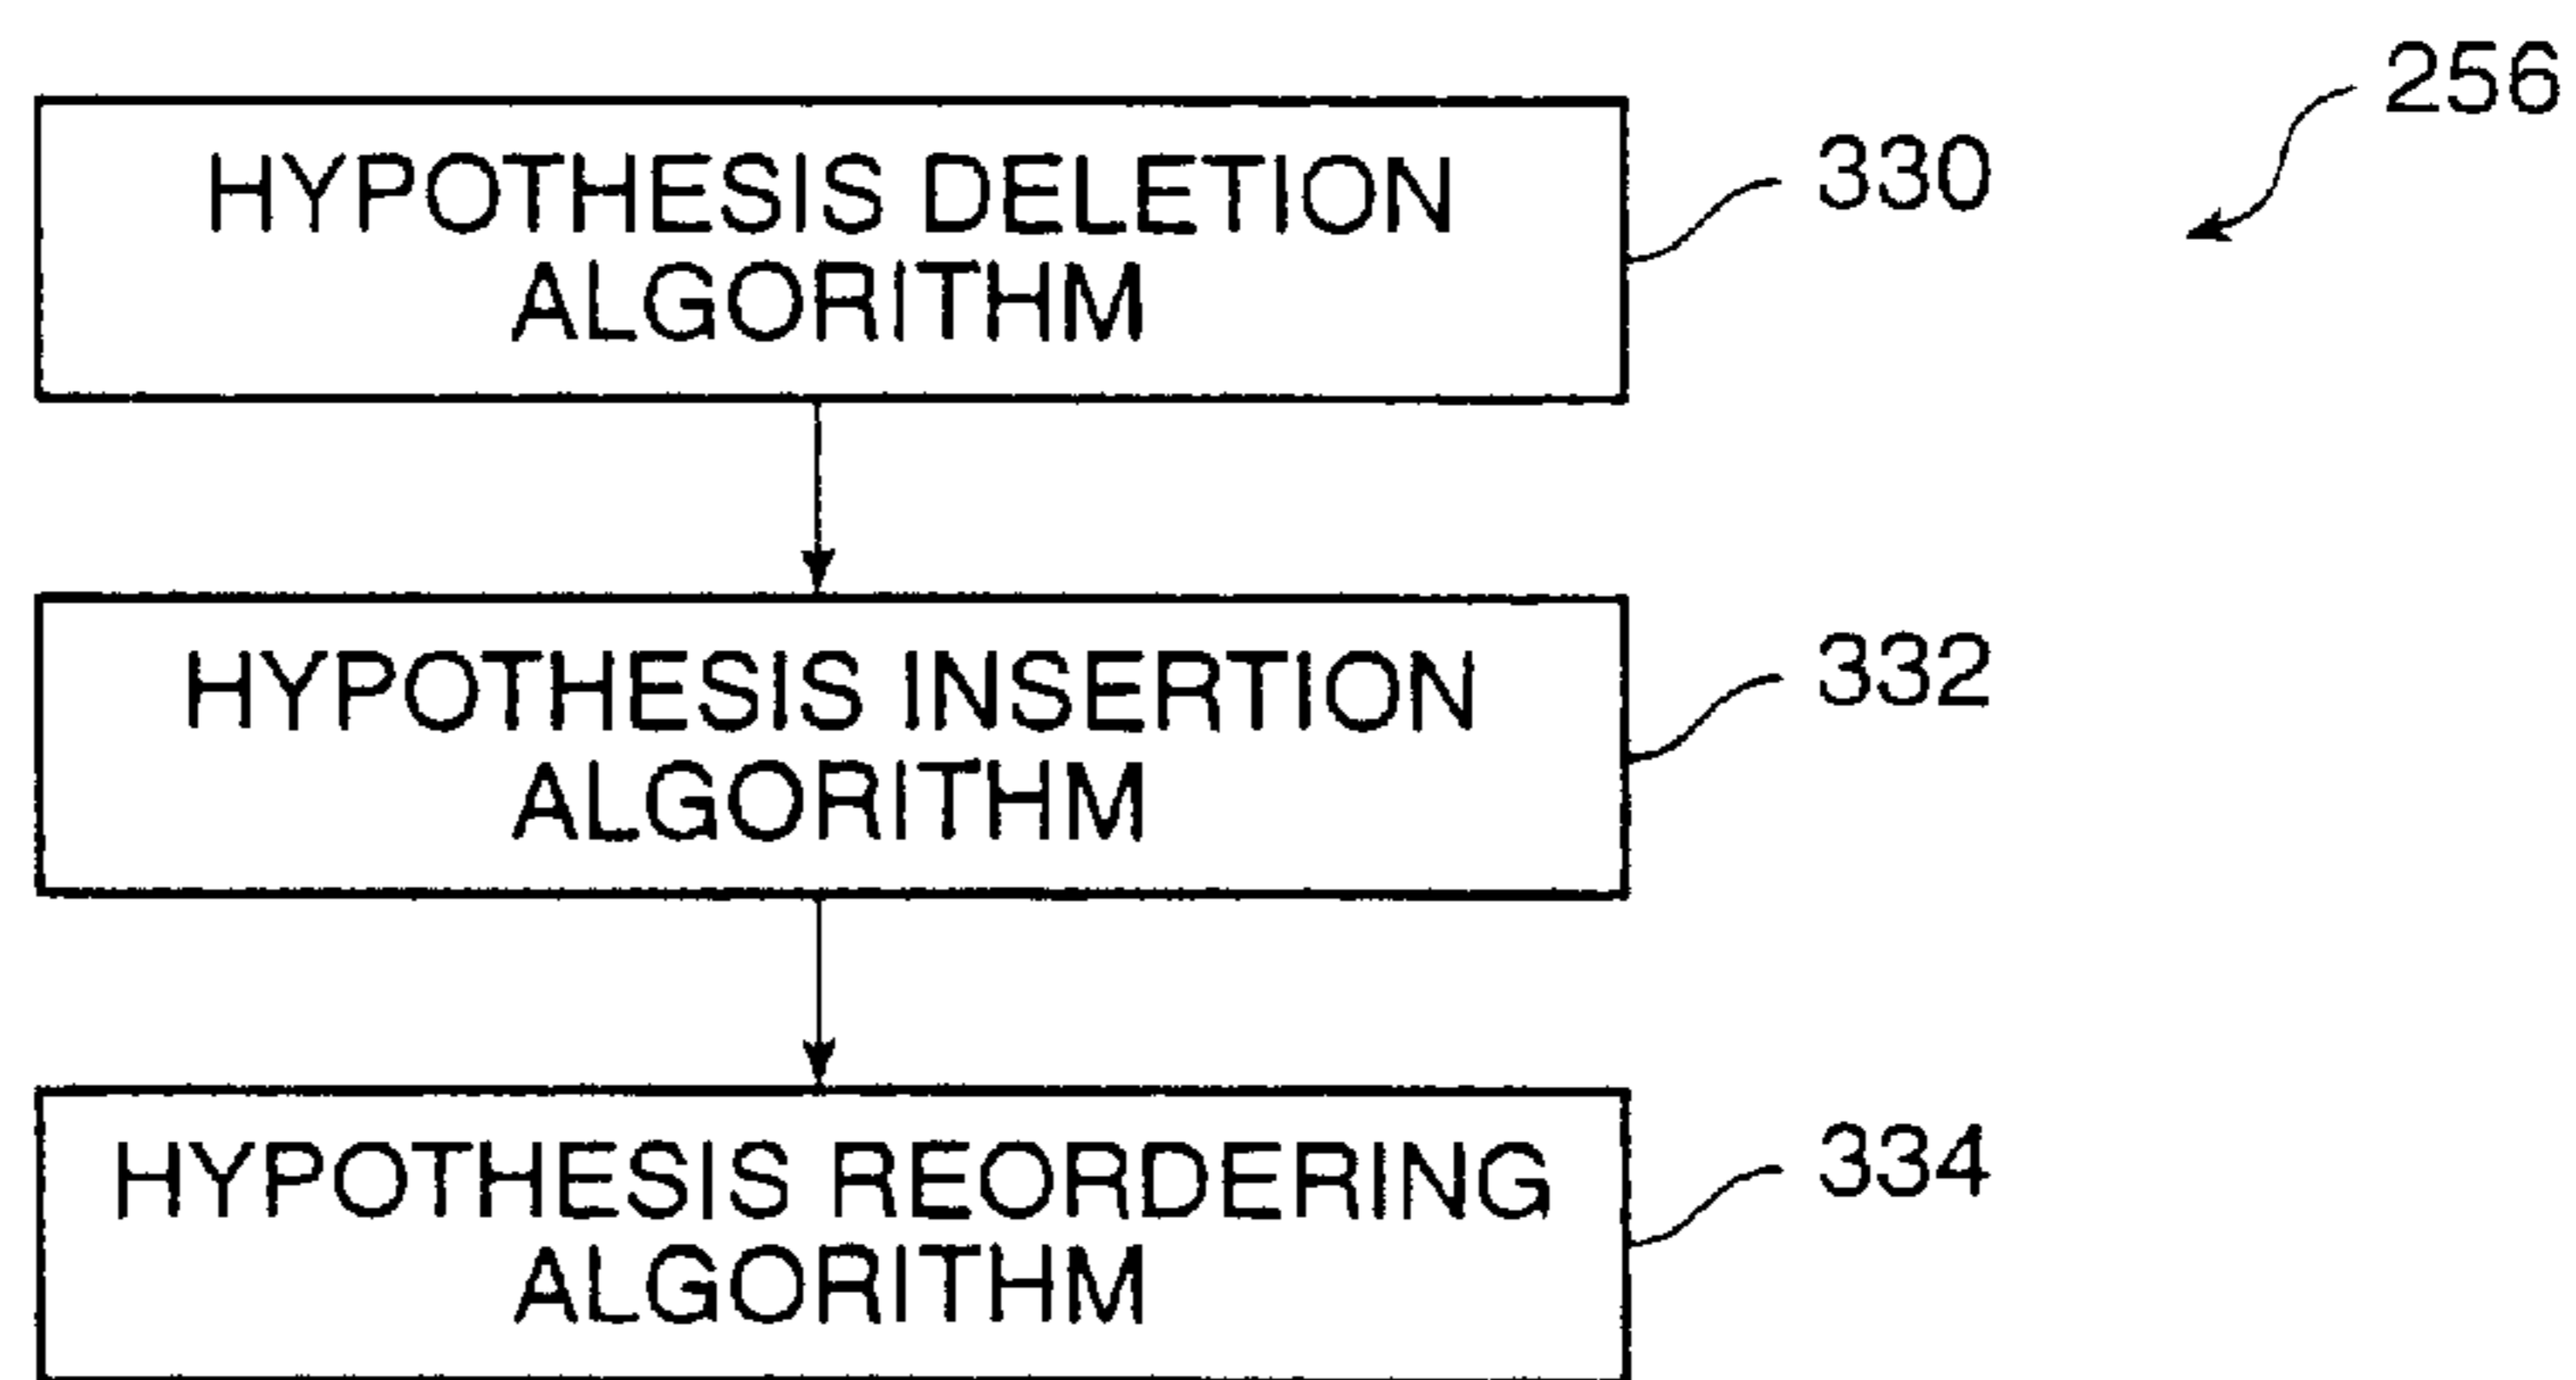 256
HYPOTHESIS DELETION
ALGORITHM
330
HYPOTHESIS INSERTION
ALGORITHM
332
HYPOTHESIS REORDERING
ALGORITHM
334